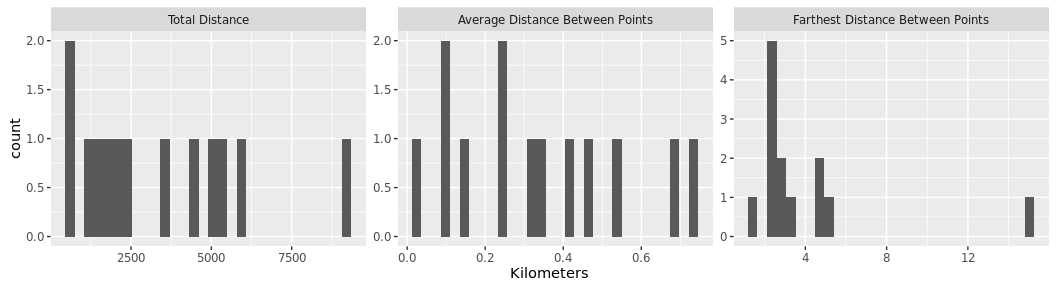 Total Distance
Average Distance Between Points
Farthest Distance Between Points
count
2.0
1.5
1.0
0.5
0.0
2500 5000 7500
2.0
1.5
1.0
0.5
0.0
0.0 0.2 0.4 0.6
5
4
3
2
1
0
4 8 12
Kilometers